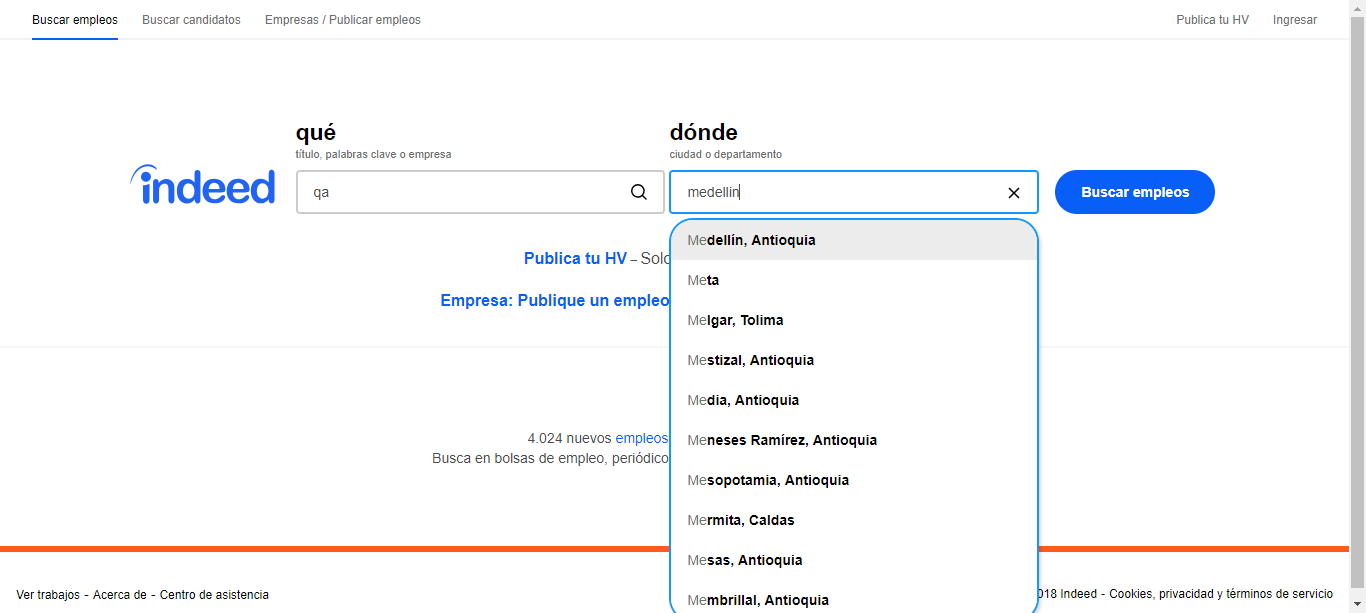 Buscar empleos Buscar candidatos Empresas / Publicar empleos Publica tu HV Ingresar
qué
título, palabras clave o empresa
dónde
ciudad o departamento
indeed
qa
medellin
Buscar empleos
Medellín, Antioquia
Meta
Melgar, Tolima
Mestizal, Antioquia
Media, Antioquia
Meneses Ramírez, Antioquia
Mesopotamia, Antioquia
Mermita, Caldas
Mesas, Antioquia
Membrillal, Antioquia
Publica tu HV – Solo
Empresa: Publique un empleo
4.024 nuevos empleos
Busca en bolsas de empleo, periódico
Ver trabajos - Acerca de - Centro de asistencia
018 Indeed - Cookies, privacidad y términos de servicio